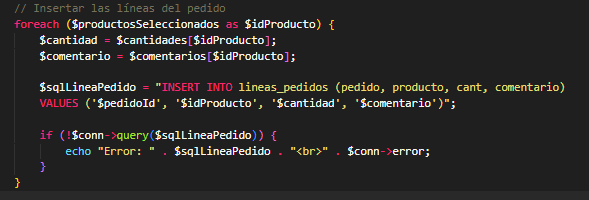 // Insertar las líneas del pedido
foreach ($productosSeleccionados as $idProducto) {
$cantidad = $cantidades[$idProducto];
$comentario = $comentarios[$idProducto];
$sqlLineaPedido = "INSERT INTO lineas_pedidos (pedido, producto, cant, comentario)
VALUES ('$pedidoId', '$idProducto', '$cantidad', '$comentario')";
if (!$conn->query($sqlLineaPedido)) {
echo "Error: " . $sqlLineaPedido . "<br>" . $conn->error;
}
}